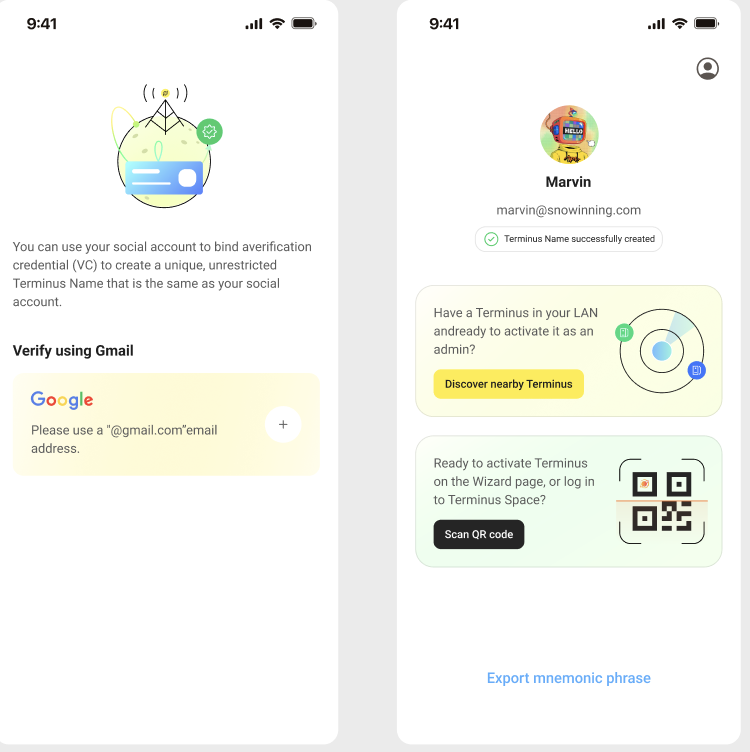 9:41
You can use your social account to bind averification
credential (VC) to create a unique, unrestricted
Terminus Name that is the same as your social
account.
Verify using Gmail
Google
Please use a "@gmail.com"email
address.
+
9:41
HELLO
Marvin
marvin@snowinning.com
Terminus Name successfully created
Have a Terminus in your LAN
andready to activate it as an
admin?
Discover nearby Terminus
Ready to activate Terminus
on the Wizard page, or log in
to Terminus Space?
Scan QR code
Export mnemonic phrase